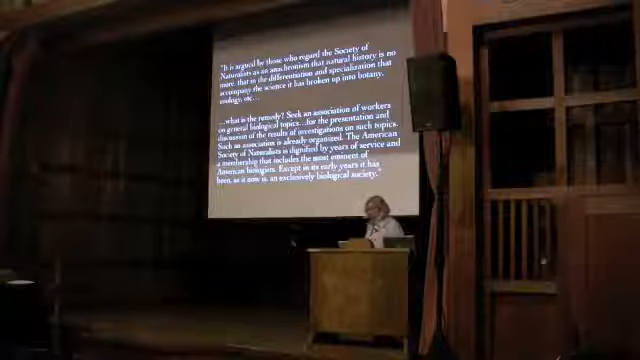 "It is argued by those who regard the Society of
Naturalists as an anachronism that natural history is no
more, that in the differentiation and specialization that
accompany the science it has broken up into botany,
zoology, etc...
...what is the remedy? Seek an association of workers
on general biological topics...for the presentation and
discussion of the results of investigations on such topics.
Such an association is already organized. The American
Society of Naturalists is dignified by years of service and
a membership that includes the most eminent of
American biologists. Except in its early years it has
been, as it now is, an exclusively biological society."